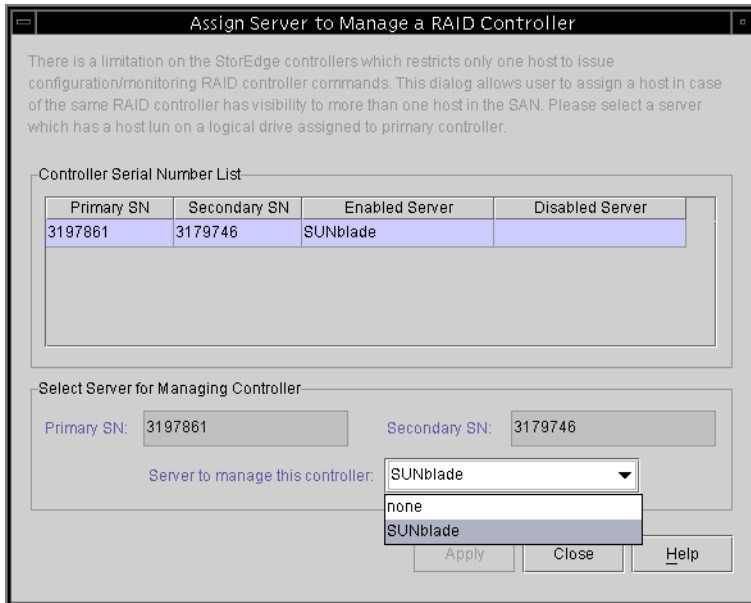 Assign Server to Manage a RAID Controller
There is a limitation on the StorEdge controllers which restricts only one host to issue
configuration/monitoring RAID controller commands. This dialog allows user to assign a host in case
of the same RAID controller has visibility to more than one host in the SAN. Please select a server
which has a host lun on a logical drive assigned to primary controller.
Controller Serial Number List
Primary SN Secondary SN Enabled Server Disabled Server
3197861 3179746 SUNblade
Select Server for Managing Controller
Primary SN: 3197861 Secondary SN: 3179746
Server to manage this controller: SUNblade
none
SUNblade
Apply Close Help